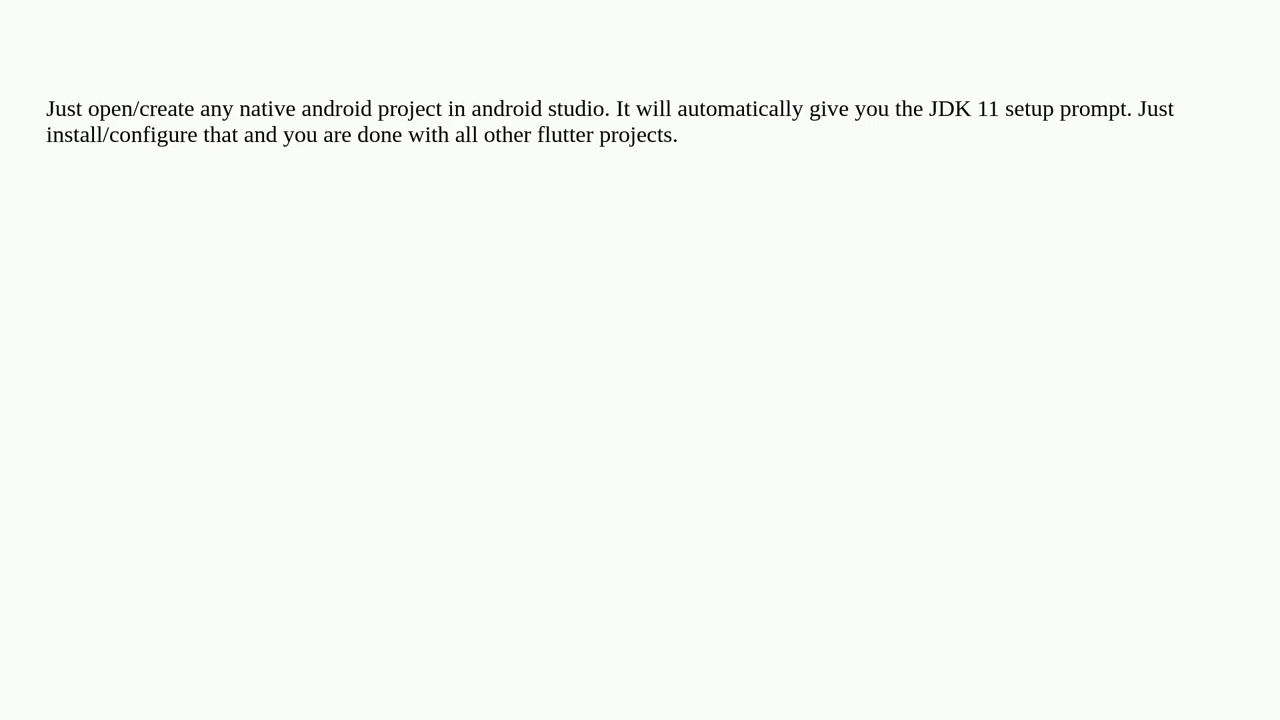 Just open/create any native android project in android studio. It will automatically give you the JDK 11 setup prompt. Just
install/configure that and you are done with all other flutter projects.